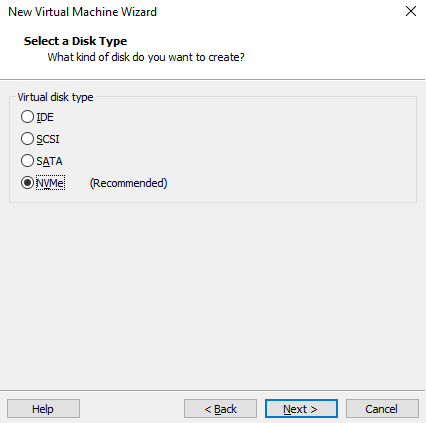 New Virtual Machine Wizard
Select a Disk Type
What kind of disk do you want to create?
Virtual disk type
IDE
SCSI
SATA
NVMe (Recommended)
Help < Back Next > Cancel